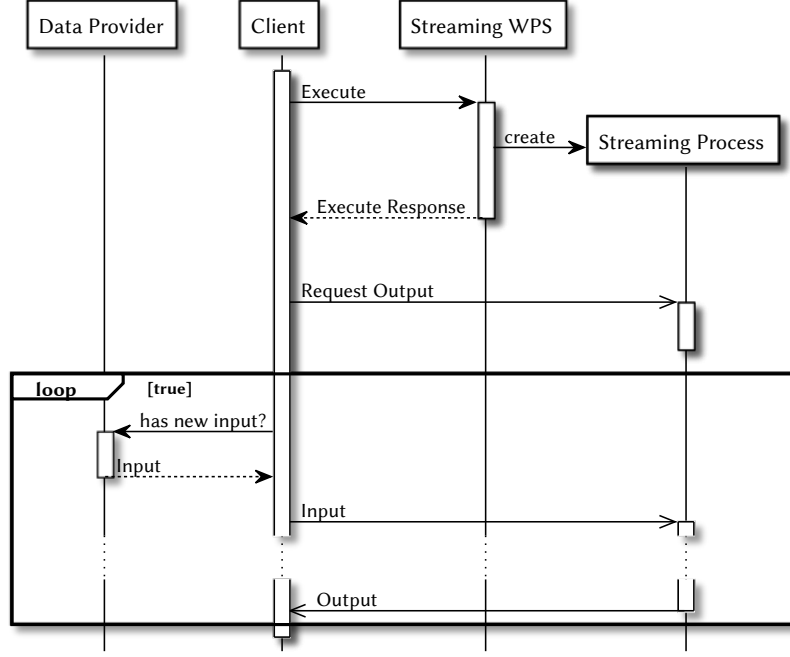 Data Provider
Client
Streaming WPS
Execute
create
Streaming Process
Execute Response
Request Output
loop
[true]
has new input?
Input
Input
Output